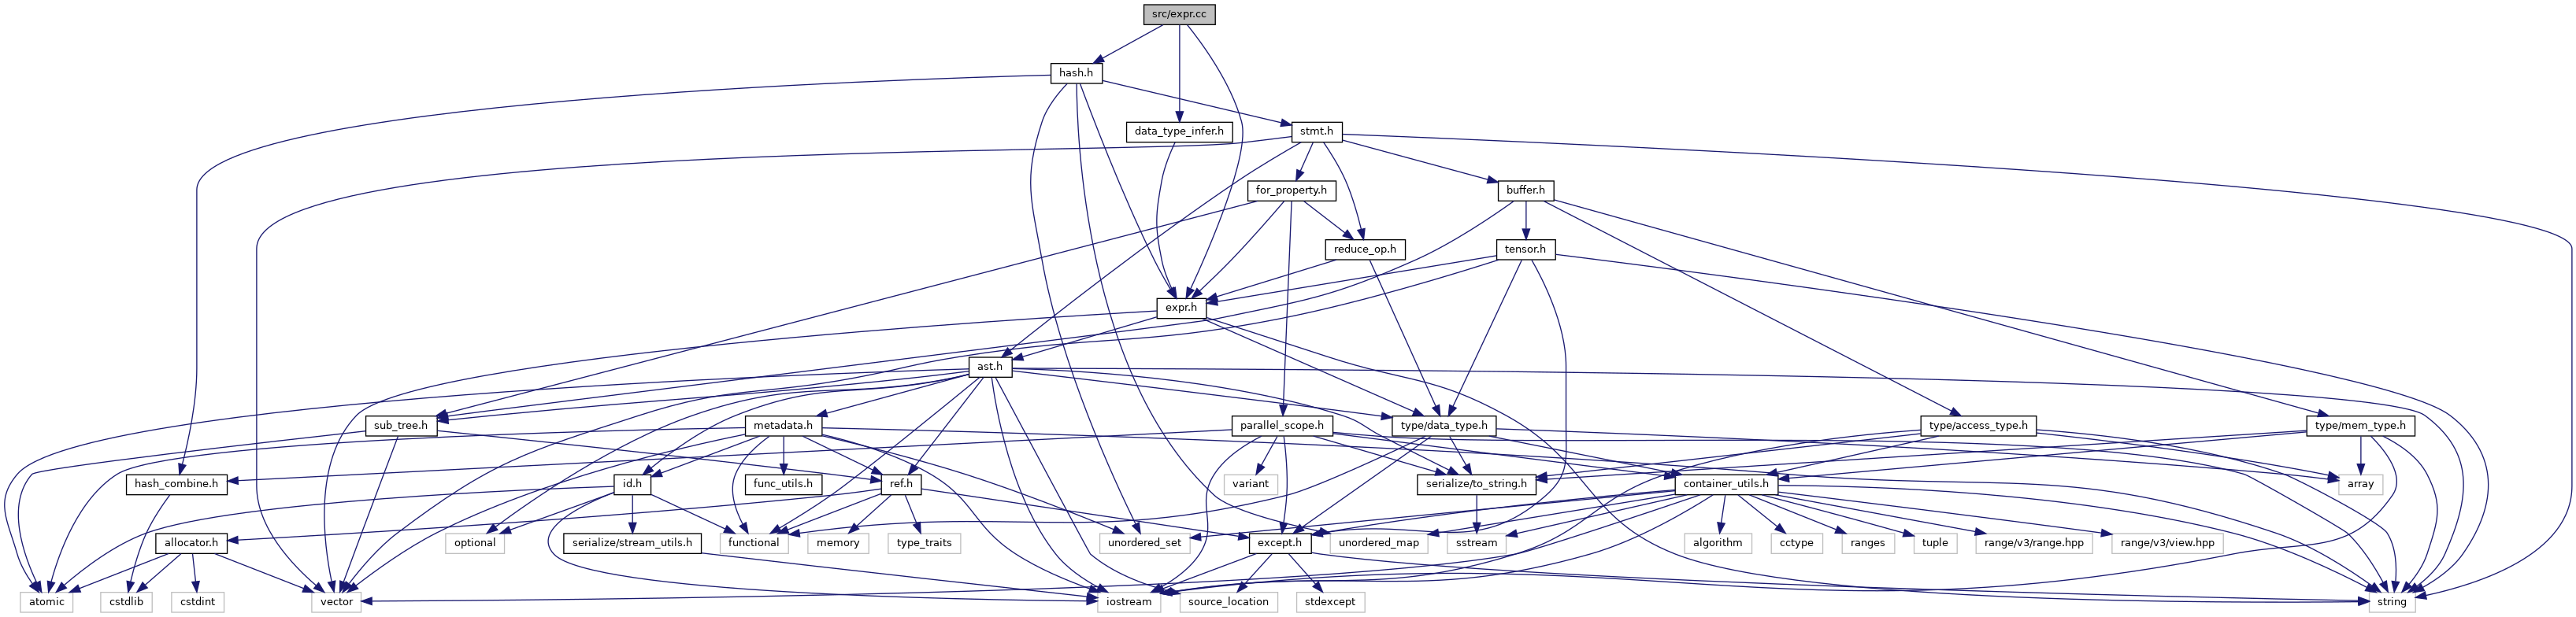 src/expr.cc
hash.h
data_type_infer.h
stmt.h
for_property.h
buffer.h
reduce_op.h
tensor.h
expr.h
ast.h
sub_tree.h
metadata.h
parallel_scope.h
type/data_type.h
type/access_type.h
type/mem_type.h
hash_combine.h
id.h
func_utils.h
ref.h
variant
serialize/to_string.h
container_utils.h
array
allocator.h
optional
serialize/stream_utils.h
functional
memory
type_traits
unordered_set
except.h
unordered_map
sstream
algorithm
cctype
ranges
tuple
range/v3/range.hpp
range/v3/view.hpp
atomic
cstdlib
cstdint
vector
iostream
source_location
stdexcept
string